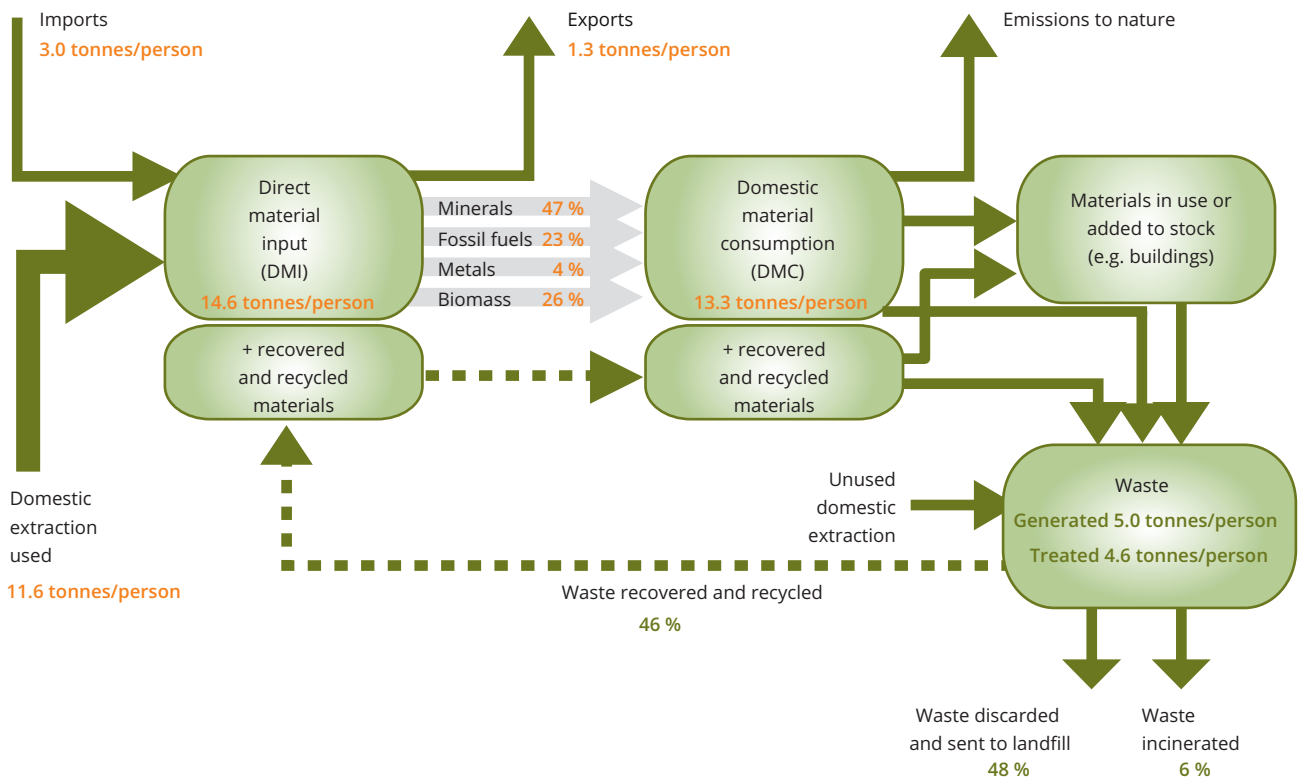 Imports
3.0 tonnes/person
Exports
1.3 tonnes/person
Emissions to nature
Direct
material
input
(DMI)
14.6 tonnes/person
Minerals 47 %
Fossil fuels 23 %
Metals 4 %
Biomass 26 %
Domestic
material
consumption
(DMC)
13.3 tonnes/person
Materials in use or
added to stock
(e.g. buildings)
+ recovered
and recycled
materials
+ recovered
and recycled
materials
Domestic
extraction
used
11.6 tonnes/person
Unused
domestic
extraction
Waste
Generated 5.0 tonnes/person
Treated 4.6 tonnes/person
Waste recovered and recycled
46 %
Waste discarded
and sent to landfill
48 %
Waste
incinerated
6 %